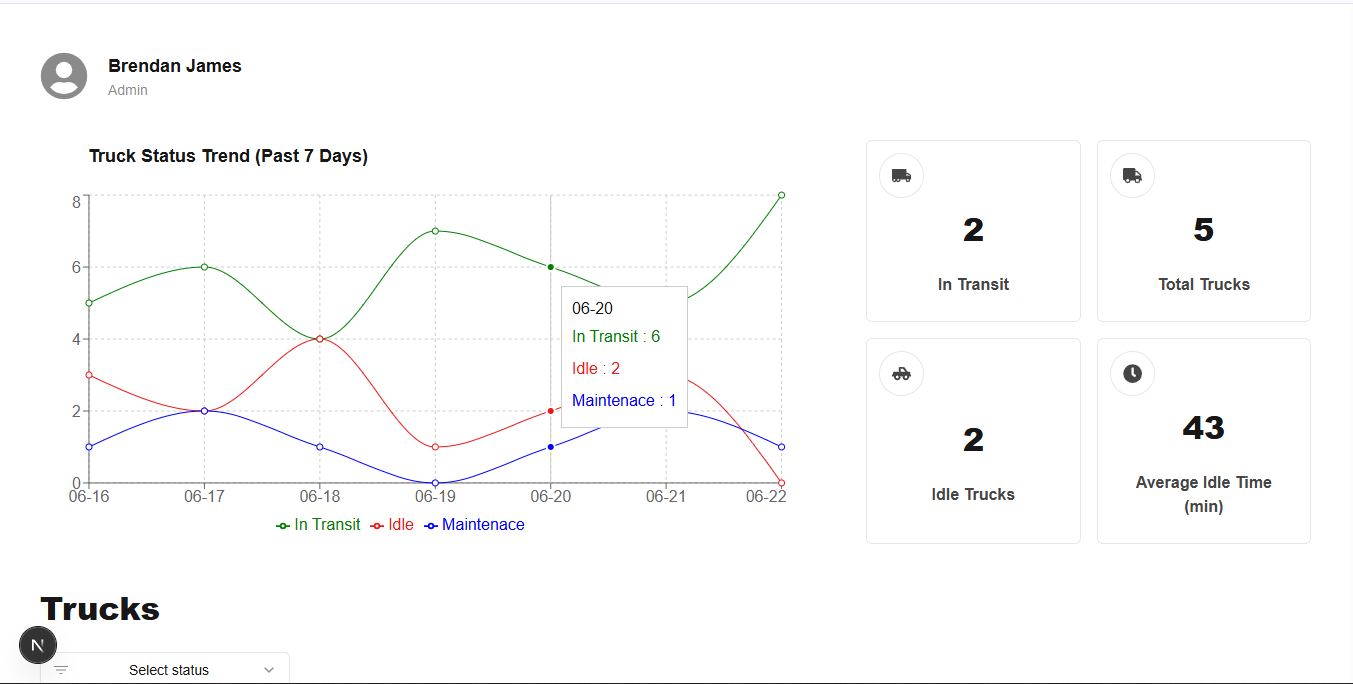 Brendan James
Admin
Truck Status Trend (Past 7 Days)
8
6
4
2
0
06-16 06-17 06-18 06-19 06-20 06-21 06-22
06-20
In Transit : 6
Idle : 2
Maintenace : 1
In Transit Idle Maintenace
2
In Transit
5
Total Trucks
2
Idle Trucks
43
Average Idle Time
(min)
Trucks
N
Select status